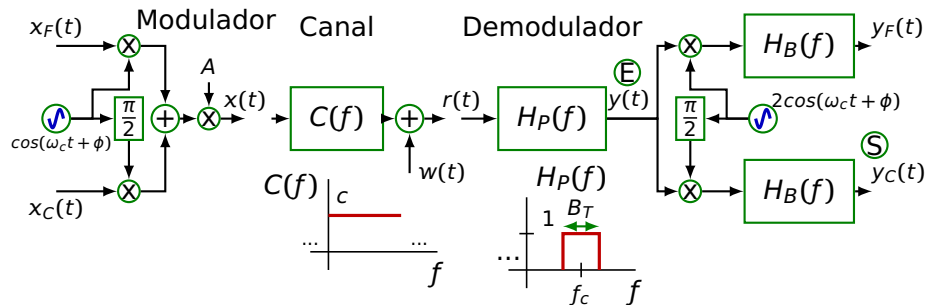 Modulador
Canal
Demodulador
x_F(t)
cos(ω_c t + ϕ)
π/2
x_C(t)
X
X
+
A
X
x(t)
C(f)
+
w(t)
r(t)
H_P(f)
E
y(t)
X
X
π/2
2cos(ω_c t + ϕ)
H_B(f)
y_F(t)
H_B(f)
S
y_C(t)
C(f)
c
...
...
f
H_P(f)
1
B_T
...
f_c
f